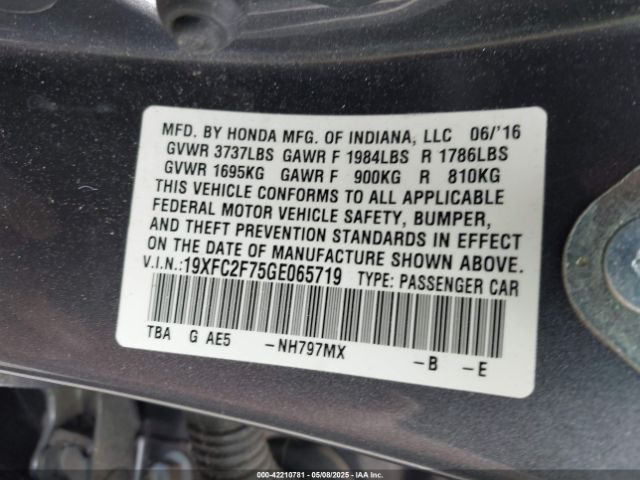 MFD. BY HONDA MFG. OF INDIANA, LLC 06/'16
GVWR 3737LBS GAWR F 1984LBS R 1786LBS
GVWR 1695KG GAWR F 900KG R 810KG
THIS VEHICLE CONFORMS TO ALL APPLICABLE
FEDERAL MOTOR VEHICLE SAFETY, BUMPER,
AND THEFT PREVENTION STANDARDS IN EFFECT
ON THE DATE OF MANUFACTURE SHOWN ABOVE.
V.I.N.:19XFC2F75GE065719 TYPE: PASSENGER CAR
TBA G AE5 -NH797MX -B -E
000-42210781 05/08/2025 IAAI.COM